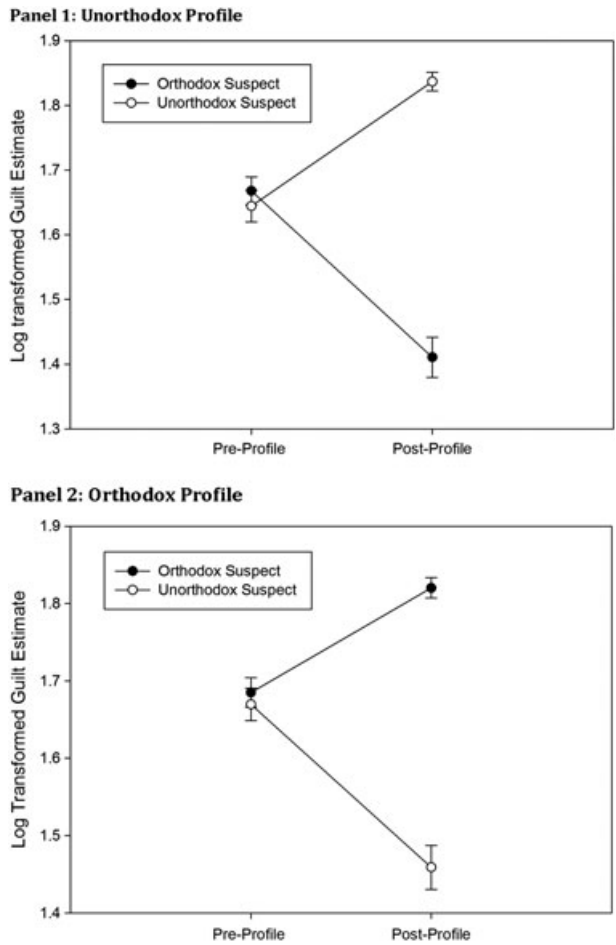 Panel 1: Unorthodox Profile
1.9
Orthodox Suspect
Unorthodox Suspect
1.8
1.7
1.6
1.5
1.4
1.3
Log transformed Guilt Estimate
Pre-Profile
Post-Profile
Panel 2: Orthodox Profile
1.9
Orthodox Suspect
Unorthodox Suspect
1.8
1.7
1.6
1.5
1.4
Log Transformed Guilt Estimate
Pre-Profile
Post-Profile